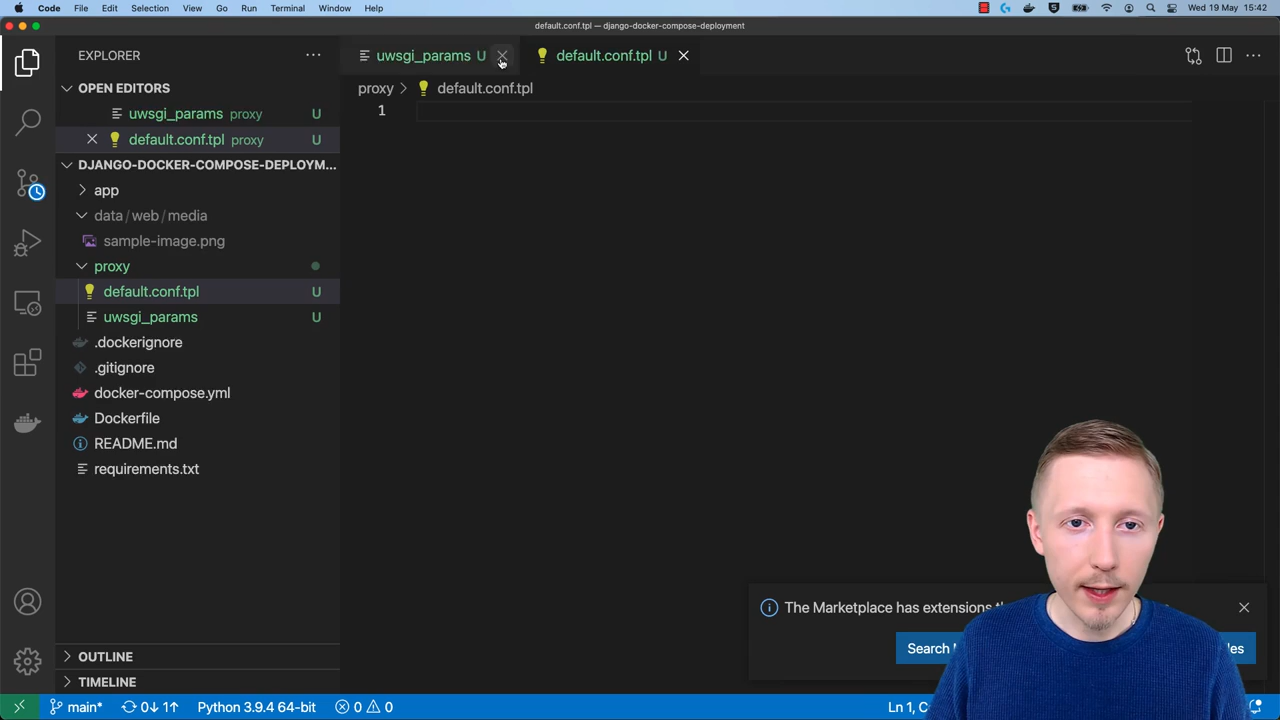 Code File Edit Selection View Go Run Terminal Window Help Wed 19 May 15:42
default.conf.tpl — django-docker-compose-deployment
EXPLORER
OPEN EDITORS
uwsgi_params proxy U
default.conf.tpl proxy U
DJANGO-DOCKER-COMPOSE-DEPLOYM...
app
data/web/media
sample-image.png
proxy
default.conf.tpl U
uwsgi_params U
.dockerignore
.gitignore
docker-compose.yml
Dockerfile
README.md
requirements.txt
OUTLINE
TIMELINE
uwsgi_params U
default.conf.tpl U
proxy > default.conf.tpl
1
The Marketplace has extensions
Search
main* 0↓ 1↑ Python 3.9.4 64-bit 0 0 Ln 1,